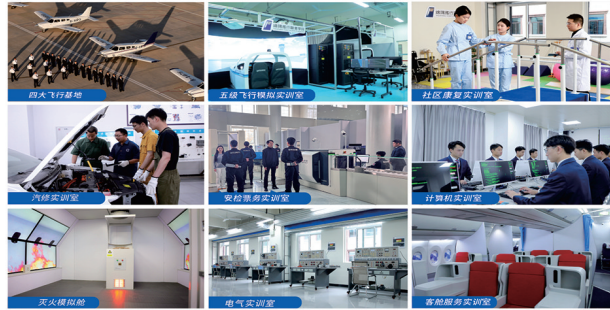 四大飞行基地
五级飞行模拟实训室
社区康复实训室
汽修实训室
安检票务实训室
计算机实训室
灭火模拟舱
电气实训室
客舱服务实训室